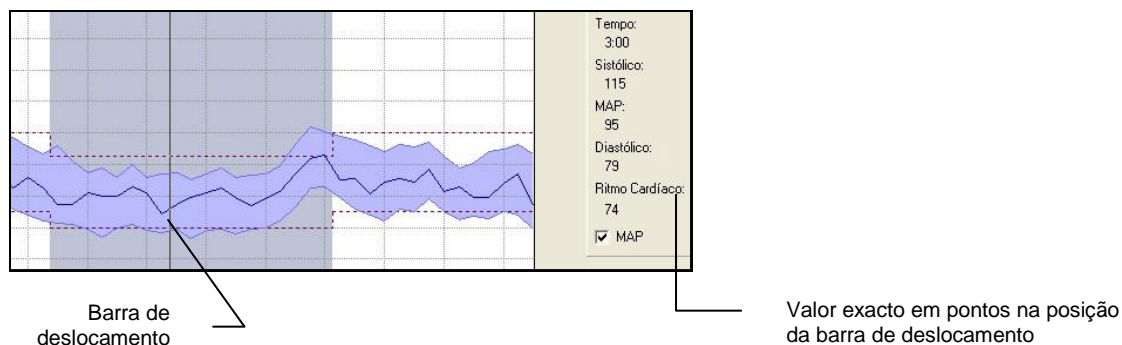 Tempo:
3:00
Sistólico:
115
MAP:
95
Diastólico:
79
Ritmo Cardíaco:
74
MAP
Barra de
deslocamento
Valor exacto em pontos na posição
da barra de deslocamento